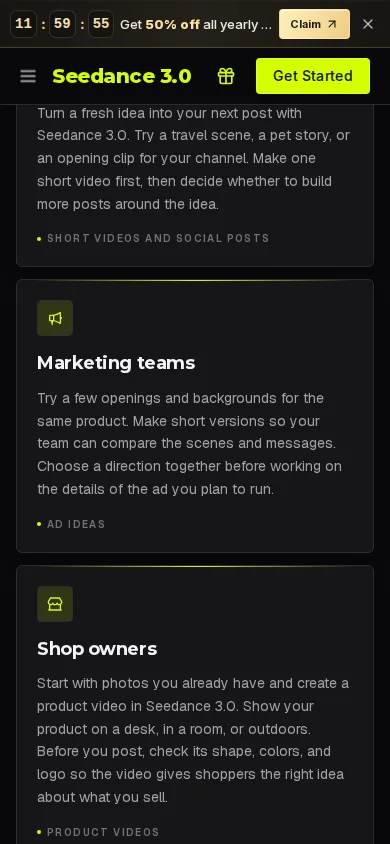 11 : 59 : 55 Get 50% off all yearly ... Claim
Seedance 3.0 Get Started
Turn a fresh idea into your next post with
Seedance 3.0. Try a travel scene, a pet story, or
an opening clip for your channel. Make one
short video first, then decide whether to build
more posts around the idea.
SHORT VIDEOS AND SOCIAL POSTS
Marketing teams
Try a few openings and backgrounds for the
same product. Make short versions so your
team can compare the scenes and messages.
Choose a direction together before working on
the details of the ad you plan to run.
AD IDEAS
Shop owners
Start with photos you already have and create a
product video in Seedance 3.0. Show your
product on a desk, in a room, or outdoors.
Before you post, check its shape, colors, and
logo so the video gives shoppers the right idea
about what you sell.
PRODUCT VIDEOS